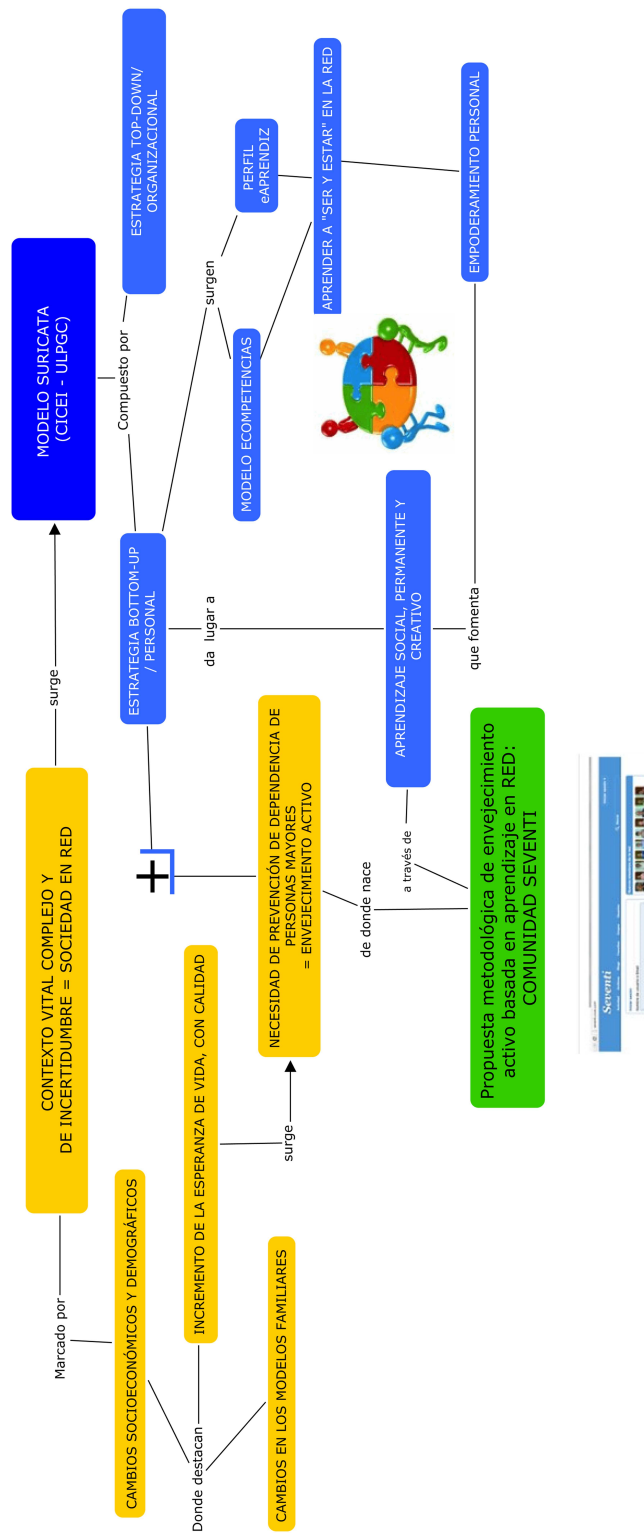 CONTEXTO VITAL COMPLEJO Y
DE INCERTIDUMBRE = SOCIEDAD EN RED
surge
MODELO SURICATA
(CICEI - ULPGC)
Marcado por
Compuesto por
CAMBIOS SOCIOECONÓMICOS Y DEMOGRÁFICOS
ESTRATEGIA BOTTOM-UP
/ PERSONAL
ESTRATEGIA TOP-DOWN/
ORGANIZACIONAL
Donde destacan
INCREMENTO DE LA ESPERANZA DE VIDA, CON CALIDAD
CAMBIOS EN LOS MODELOS FAMILIARES
surge
+
NECESIDAD DE PREVENCIÓN DE DEPENDENCIA DE
PERSONAS MAYORES
= ENVEJECIMIENTO ACTIVO
da lugar a
surgen
MODELO ECOMPETENCIAS
PERFIL
eAPRENDIZ
APRENDER A "SER Y ESTAR" EN LA RED
de donde nace
a través de
APRENDIZAJE SOCIAL, PERMANENTE Y
CREATIVO
que fomenta
EMPODERAMIENTO PERSONAL
Propuesta metodológica de envejecimiento
activo basada en aprendizaje en RED:
COMUNIDAD SEVENTI
Seventi